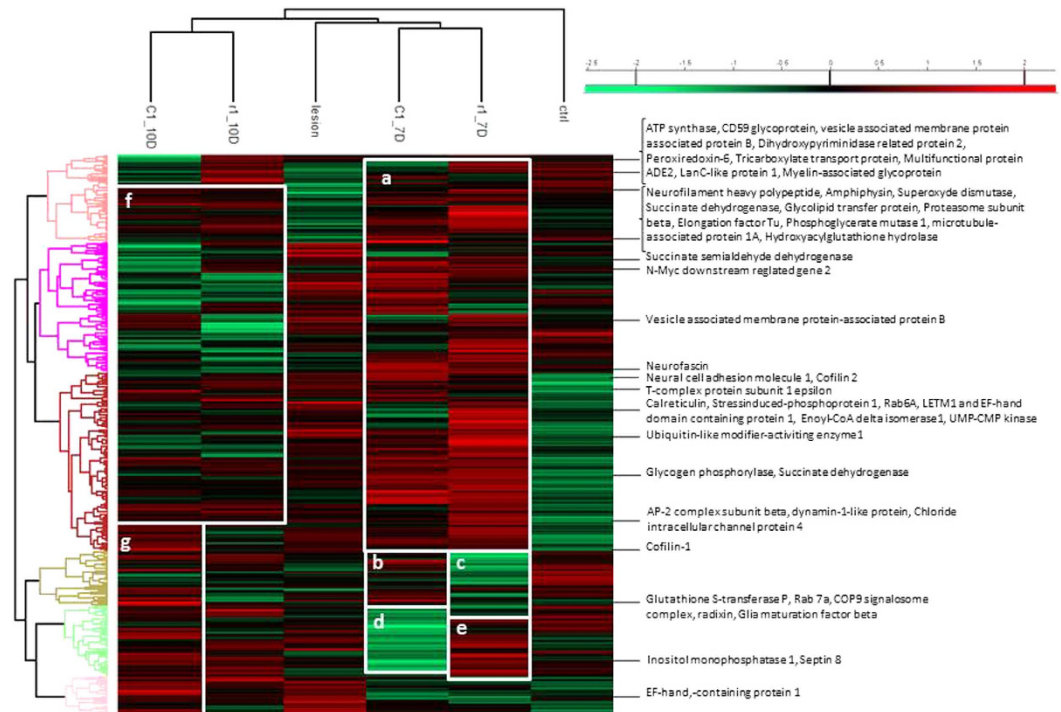 -2.5 -2 -1.5 -1 -0.5 0 0.5 1 1.5 2
C1_10D r1_10D lesion C1_7D r1_7D ctrl
ATP synthase, CD59 glycoprotein, vesicle associated membrane protein
associated protein B, Dihydroxypyriminidase related protein 2,
Peroxiredoxin-6, Tricarboxylate transport protein, Multifunctional protein
ADE2, LanC-like protein 1, Myelin-associated glycoprotein
Neurofilament heavy polypeptide, Amphiphysin, Superoxyde dismutase,
Succinate dehydrogenase, Glycolipid transfer protein, Proteasome subunit
beta, Elongation factor Tu, Phosphoglycerate mutase 1, microtubule-
associated protein 1A, Hydroxyacylglutathione hydrolase
Succinate semialdehyde dehydrogenase
N-Myc downstream reglated gene 2
Vesicle associated membrane protein-associated protein B
Neurofascin
Neural cell adhesion molecule 1, Cofilin 2
T-complex protein subunit 1 epsilon
Calreticulin, Stressinduced-phosphoprotein 1, Rab6A, LETM1 and EF-hand
domain containing protein 1, Enoyl-CoA delta isomerase1, UMP-CMP kinase
Ubiquitin-like modifier-activiting enzyme1
Glycogen phosphorylase, Succinate dehydrogenase
AP-2 complex subunit beta, dynamin-1-like protein, Chloride
intracellular channel protein 4
Cofilin-1
Glutathione S-transferase P, Rab 7a, COP9 signalosome
complex, radixin, Glia maturation factor beta
Inositol monophosphatase 1, Septin 8
EF-hand,-containing protein 1
a
f
g
b
c
d
e